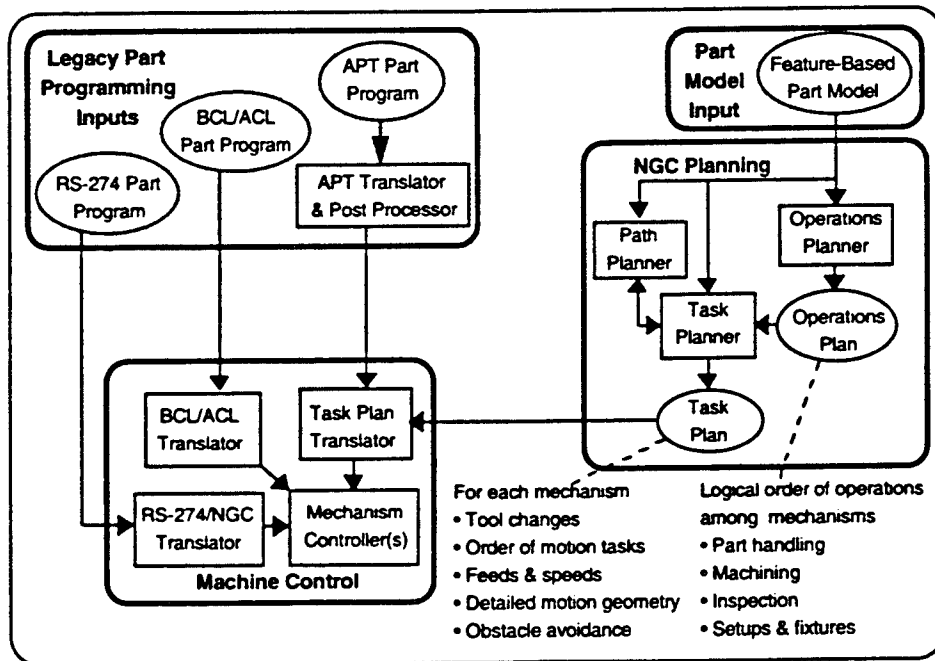 Legacy Part
Programming
Inputs
APT Part
Program
BCL/ACL
Part Program
RS-274 Part
Program
APT Translator
& Post Processor
Part
Model
Input
Feature-Based
Part Model
NGC Planning
Path
Planner
Operations
Planner
Task
Planner
Operations
Plan
Task
Plan
BCL/ACL
Translator
Task Plan
Translator
RS-274/NGC
Translator
Mechanism
Controller(s)
Machine Control
For each mechanism
• Tool changes
• Order of motion tasks
• Feeds & speeds
• Detailed motion geometry
• Obstacle avoidance
Logical order of operations
among mechanisms
• Part handling
• Machining
• Inspection
• Setups & fixtures